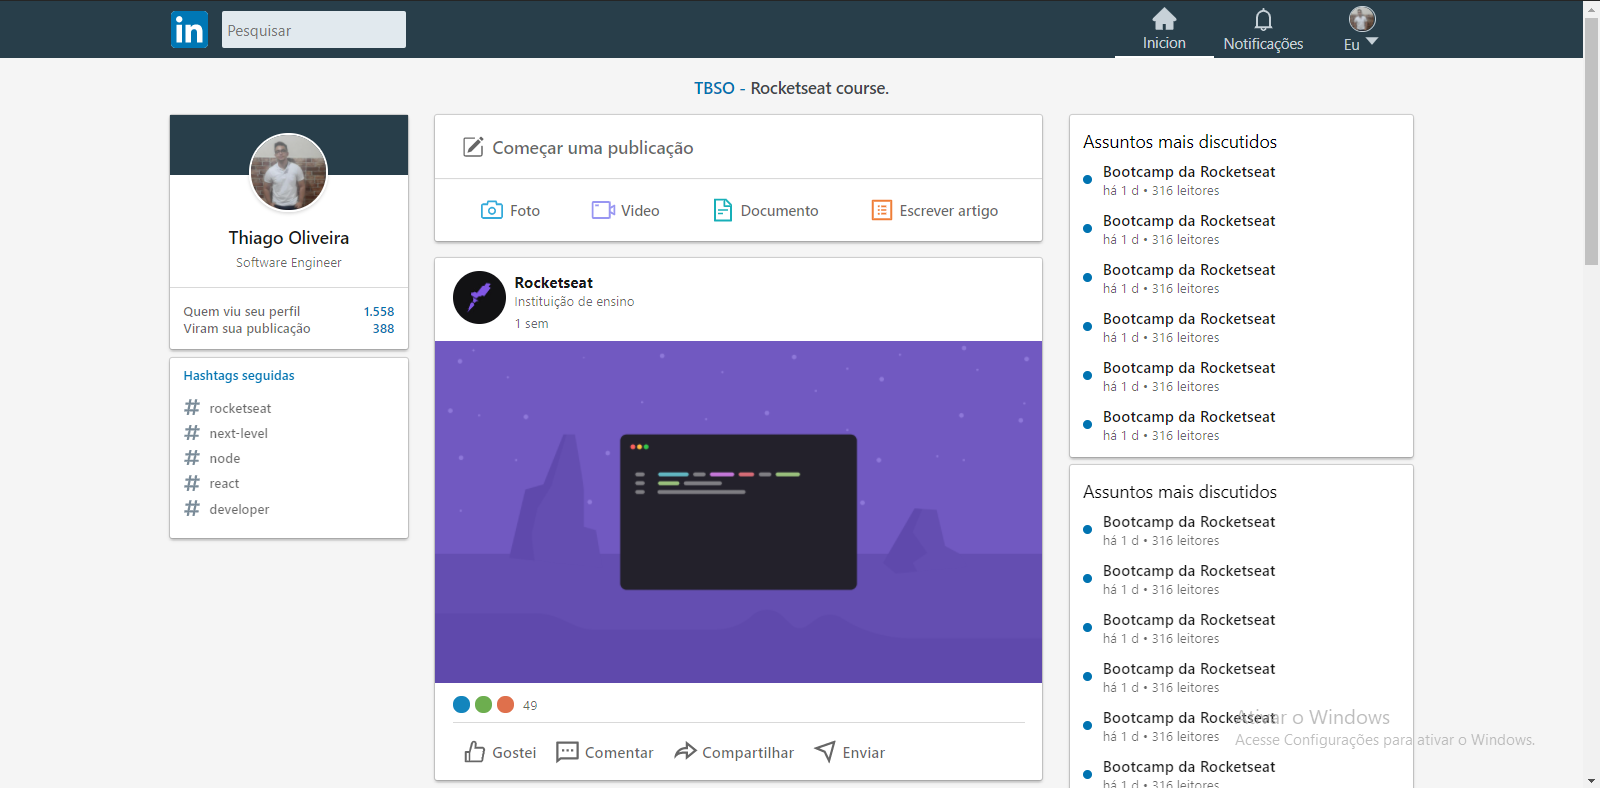 in
Pesquisar
Inicion
Notificações
Eu
TBSO - Rocketseat course.
Thiago Oliveira
Software Engineer
Quem viu seu perfil 1.558
Viram sua publicação 388
Hashtags seguidas
# rocketseat
# next-level
# node
# react
# developer
Começar uma publicação
Foto
Video
Documento
Escrever artigo
Rocketseat
Instituição de ensino
1 sem
49
Gostei
Comentar
Compartilhar
Enviar
Assuntos mais discutidos
Bootcamp da Rocketseat
há 1 d • 316 leitores
Bootcamp da Rocketseat
há 1 d • 316 leitores
Bootcamp da Rocketseat
há 1 d • 316 leitores
Bootcamp da Rocketseat
há 1 d • 316 leitores
Bootcamp da Rocketseat
há 1 d • 316 leitores
Bootcamp da Rocketseat
há 1 d • 316 leitores
Assuntos mais discutidos
Bootcamp da Rocketseat
há 1 d • 316 leitores
Bootcamp da Rocketseat
há 1 d • 316 leitores
Bootcamp da Rocketseat
há 1 d • 316 leitores
Bootcamp da Rocketseat
há 1 d • 316 leitores
Bootcamp da Rocketseat
há 1 d • 316 leitores
Bootcamp da Rocketseat
há 1 d • 316 leitores
Ativar o Windows
Acesse Configurações para ativar o Windows.